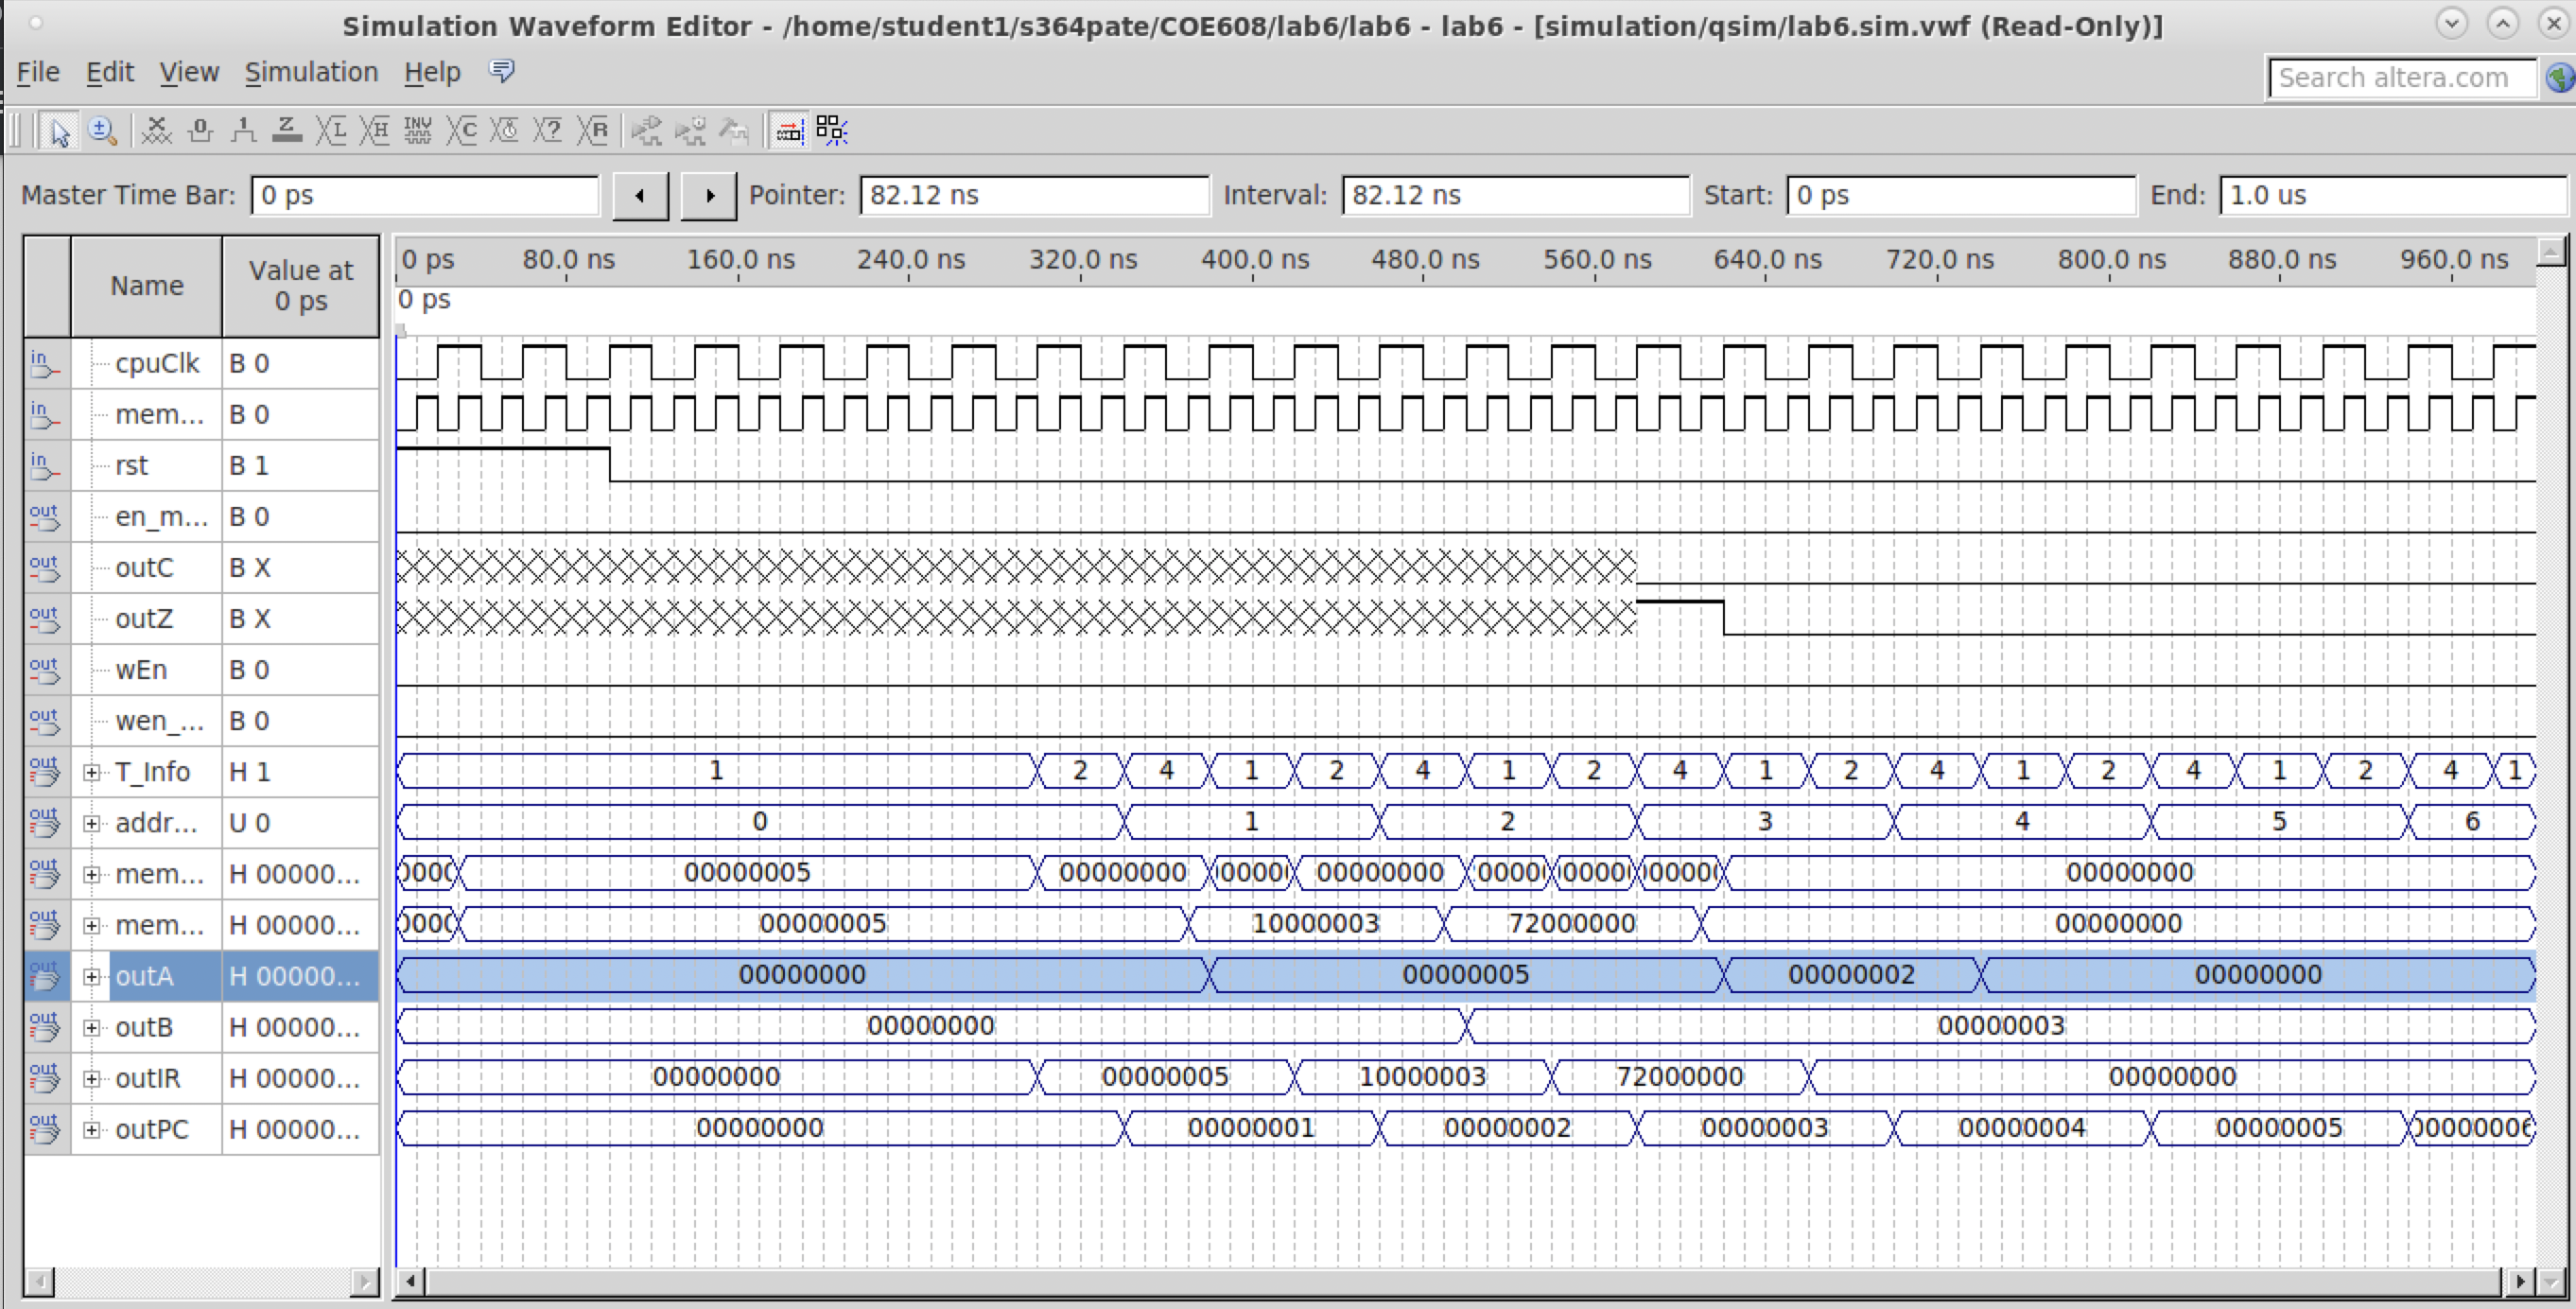 Simulation Waveform Editor - /home/student1/s364pate/COE608/lab6/lab6 - lab6 - [simulation/qsim/lab6.sim.vwf (Read-Only)]
File Edit View Simulation Help
Search altera.com
Master Time Bar: 0 ps Pointer: 82.12 ns Interval: 82.12 ns Start: 0 ps End: 1.0 us
Name Value at 0 ps
0 ps 80.0 ns 160.0 ns 240.0 ns 320.0 ns 400.0 ns 480.0 ns 560.0 ns 640.0 ns 720.0 ns 800.0 ns 880.0 ns 960.0 ns
0 ps
in cpuClk B 0
in mem... B 0
in rst B 1
out en_m... B 0
out outC B X
out outZ B X
out wEn B 0
out wen_... B 0
out T_Info H 1 1 2 4 1 2 4 1 2 4 1 2 4 1 2 4 1 2 4 1
out addr... U 0 0 1 2 3 4 5 6
out mem... H 00000... 00000005 00000000 00000000 00000000
out mem... H 00000... 00000005 10000003 72000000 00000000
out outA H 00000... 00000000 00000005 00000002 00000000
out outB H 00000... 00000000 00000003
out outIR H 00000... 00000000 00000005 10000003 72000000 00000000
out outPC H 00000... 00000000 00000001 00000002 00000003 00000004 00000005 00000006